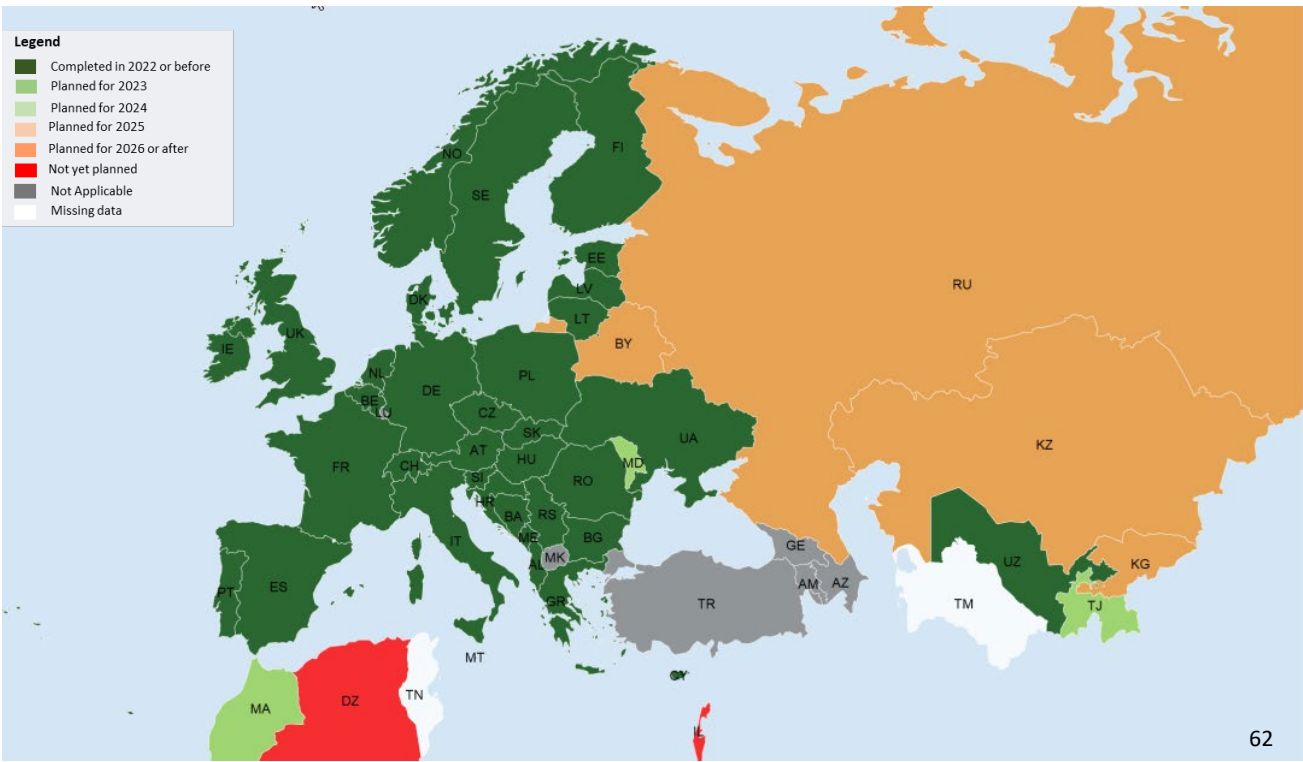 Legend
Completed in 2022 or before
Planned for 2023
Planned for 2024
Planned for 2025
Planned for 2026 or after
Not yet planned
Not Applicable
Missing data
NO
FI
SE
EE
RU
LV
DK
LT
UK
BY
IE
NL
PL
DE
BE
LU
CZ
SK
UA
KZ
AT
HU
MD
FR
CH
SI
RO
HR
BA
RS
BG
IT
ME
GE
MK
AL
UZ
KG
PT
ES
AM
AZ
GR
TR
TM
TJ
MT
CY
TN
DZ
MA
IL
62